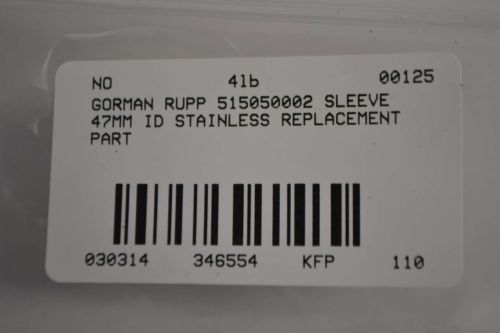 NO 4lb 00125
GORMAN RUPP 515050002 SLEEVE
47MM ID STAINLESS REPLACEMENT
PART
030314 346554 KFP 110